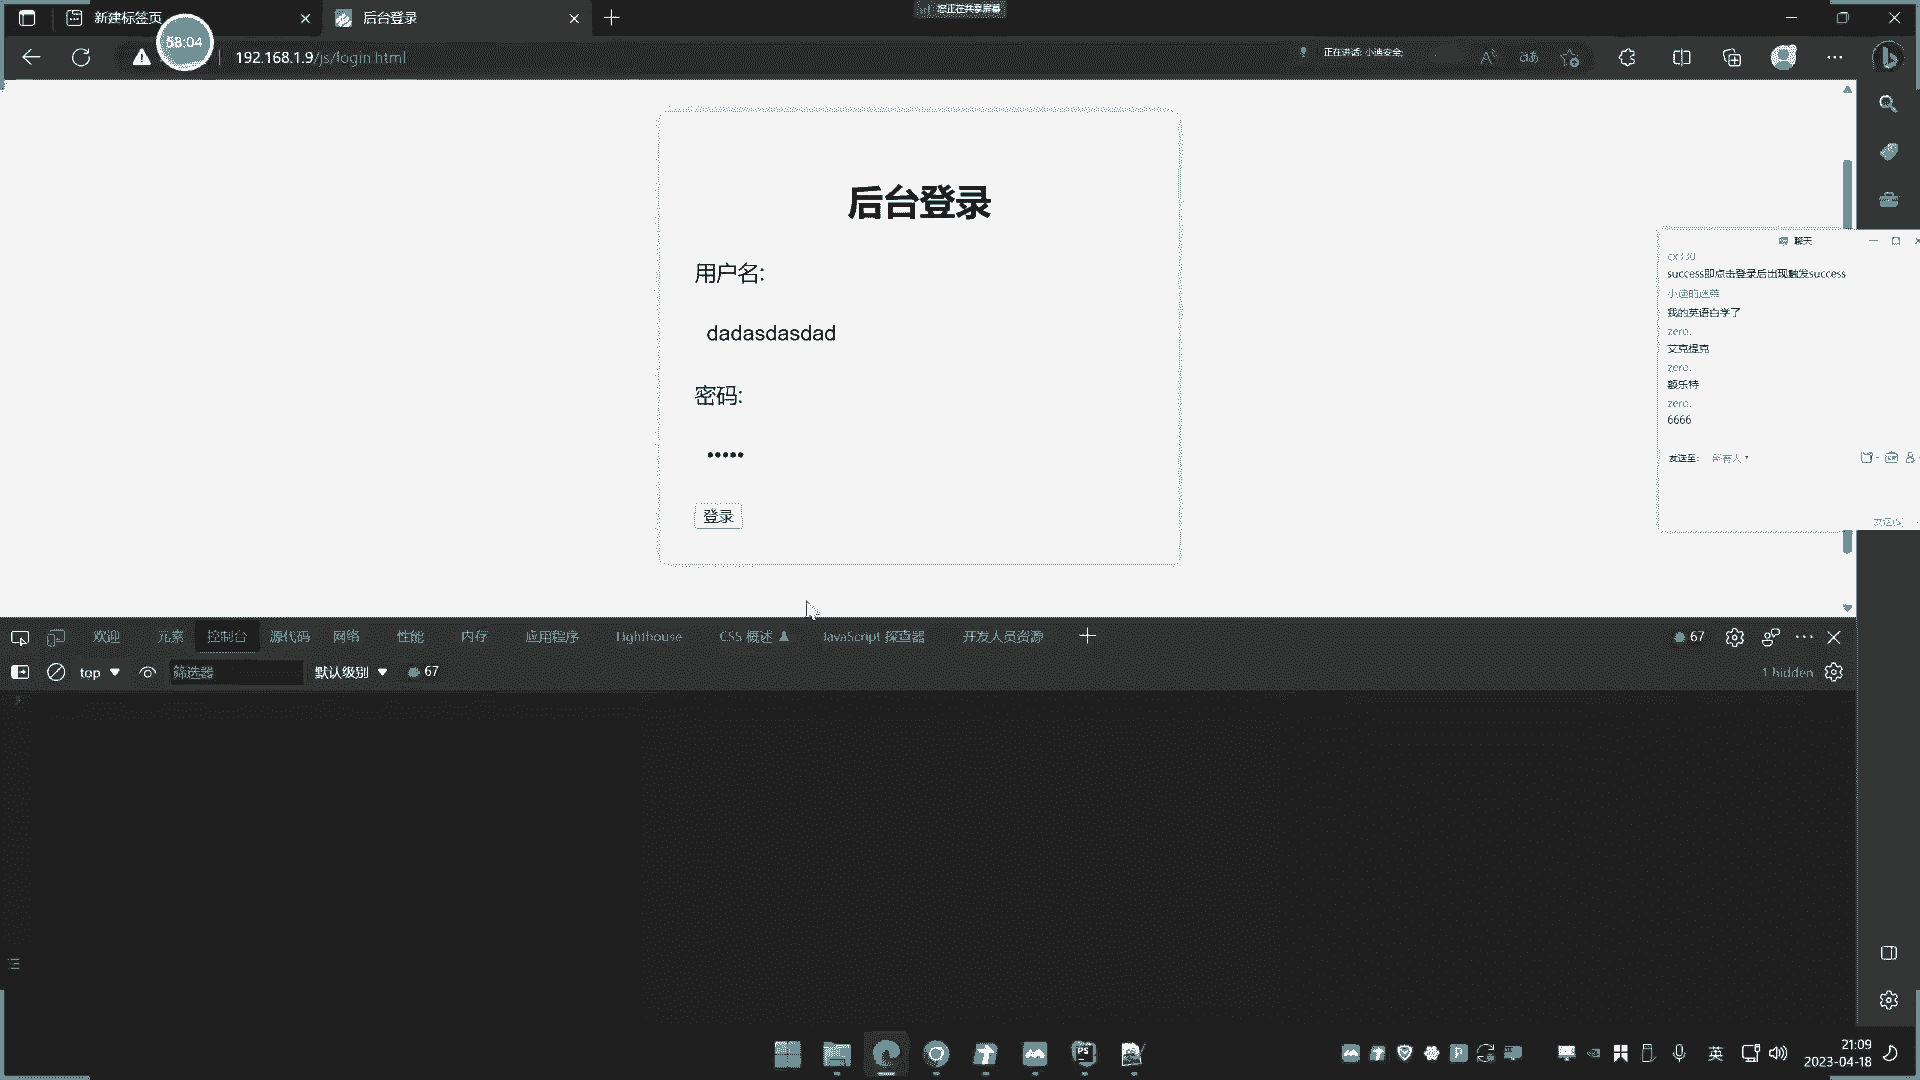 您正在共享屏幕
新建标签页
后台登录
58:04
192.168.1.9/js/login.html
正在讲话: 小迪安全;
后台登录
用户名:
dadasdasdad
密码:
•••••
登录
聊天
success即点击登录后出现触发success
小迪的迷弟
我的英语白学了
zero.
艾克提克
zero.
额乐特
zero.
6666
发送至: 所有人
发送(S)
欢迎 元素 控制台 源代码 网络 性能 内存 应用程序 Lighthouse CSS 概述 JavaScript 探查器 开发人员资源
67
top 筛选器 默认级别 67
1 hidden
英
21:09
2023-04-18